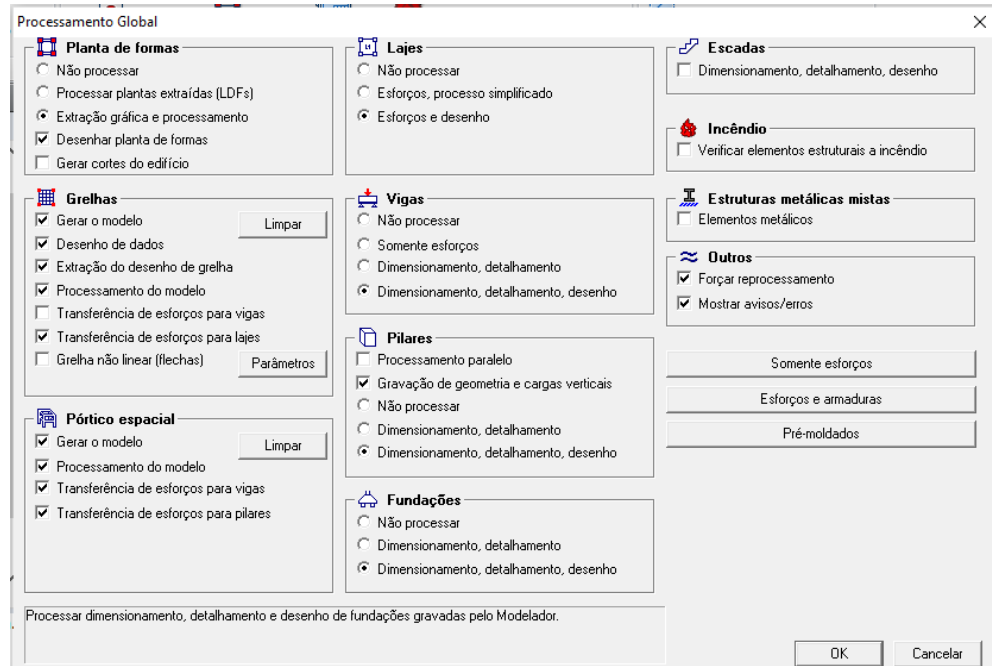 Processamento Global
Planta de formas
Não processar
Processar plantas extraídas (LDFs)
Extração gráfica e processamento
Desenhar planta de formas
Gerar cortes do edifício
Grelhas
Gerar o modelo
Limpar
Desenho de dados
Extração do desenho de grelha
Processamento do modelo
Transferência de esforços para vigas
Transferência de esforços para lajes
Grelha não linear (flechas)
Parâmetros
Pórtico espacial
Gerar o modelo
Limpar
Processamento do modelo
Transferência de esforços para vigas
Transferência de esforços para pilares
Lajes
Não processar
Esforços, processo simplificado
Esforços e desenho
Vigas
Não processar
Somente esforços
Dimensionamento, detalhamento
Dimensionamento, detalhamento, desenho
Pilares
Processamento paralelo
Gravação de geometria e cargas verticais
Não processar
Dimensionamento, detalhamento
Dimensionamento, detalhamento, desenho
Fundações
Não processar
Dimensionamento, detalhamento
Dimensionamento, detalhamento, desenho
Escadas
Dimensionamento, detalhamento, desenho
Incêndio
Verificar elementos estruturais a incêndio
Estruturas metálicas mistas
Elementos metálicos
Outros
Forçar reprocessamento
Mostrar avisos/erros
Somente esforços
Esforços e armaduras
Pré-moldados
Processar dimensionamento, detalhamento e desenho de fundações gravadas pelo Modelador.
OK
Cancelar